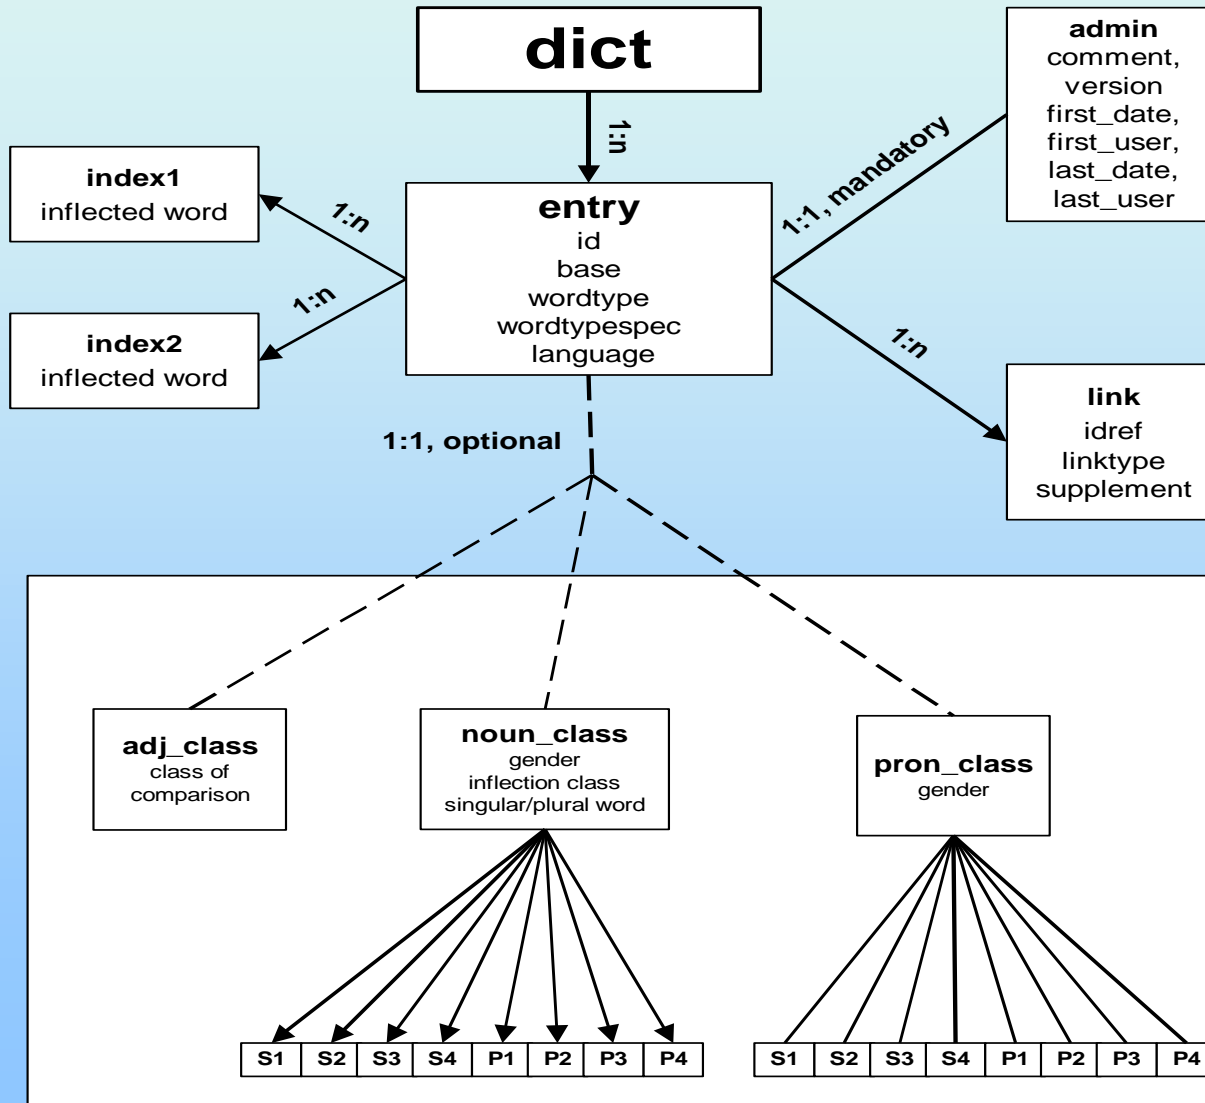 dict
1:n
admin
comment,
version
first_date,
first_user,
last_date,
last_user
1:1, mandatory
index1
inflected word
1:n
entry
id
base
wordtype
wordtypespec
language
1:n
index2
inflected word
1:n
link
idref
linktype
supplement
1:1, optional
adj_class
class of
comparison
noun_class
gender
inflection class
singular/plural word
pron_class
gender
S1 S2 S3 S4 P1 P2 P3 P4
S1 S2 S3 S4 P1 P2 P3 P4